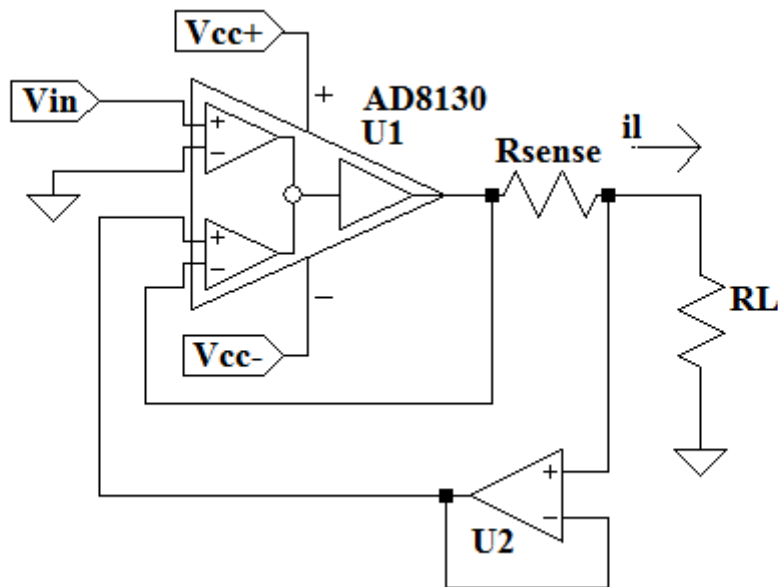 Vcc+
Vin
+
AD8130
U1
+
−
il
Rsense
+
−
−
RL
Vcc-
+
−
U2